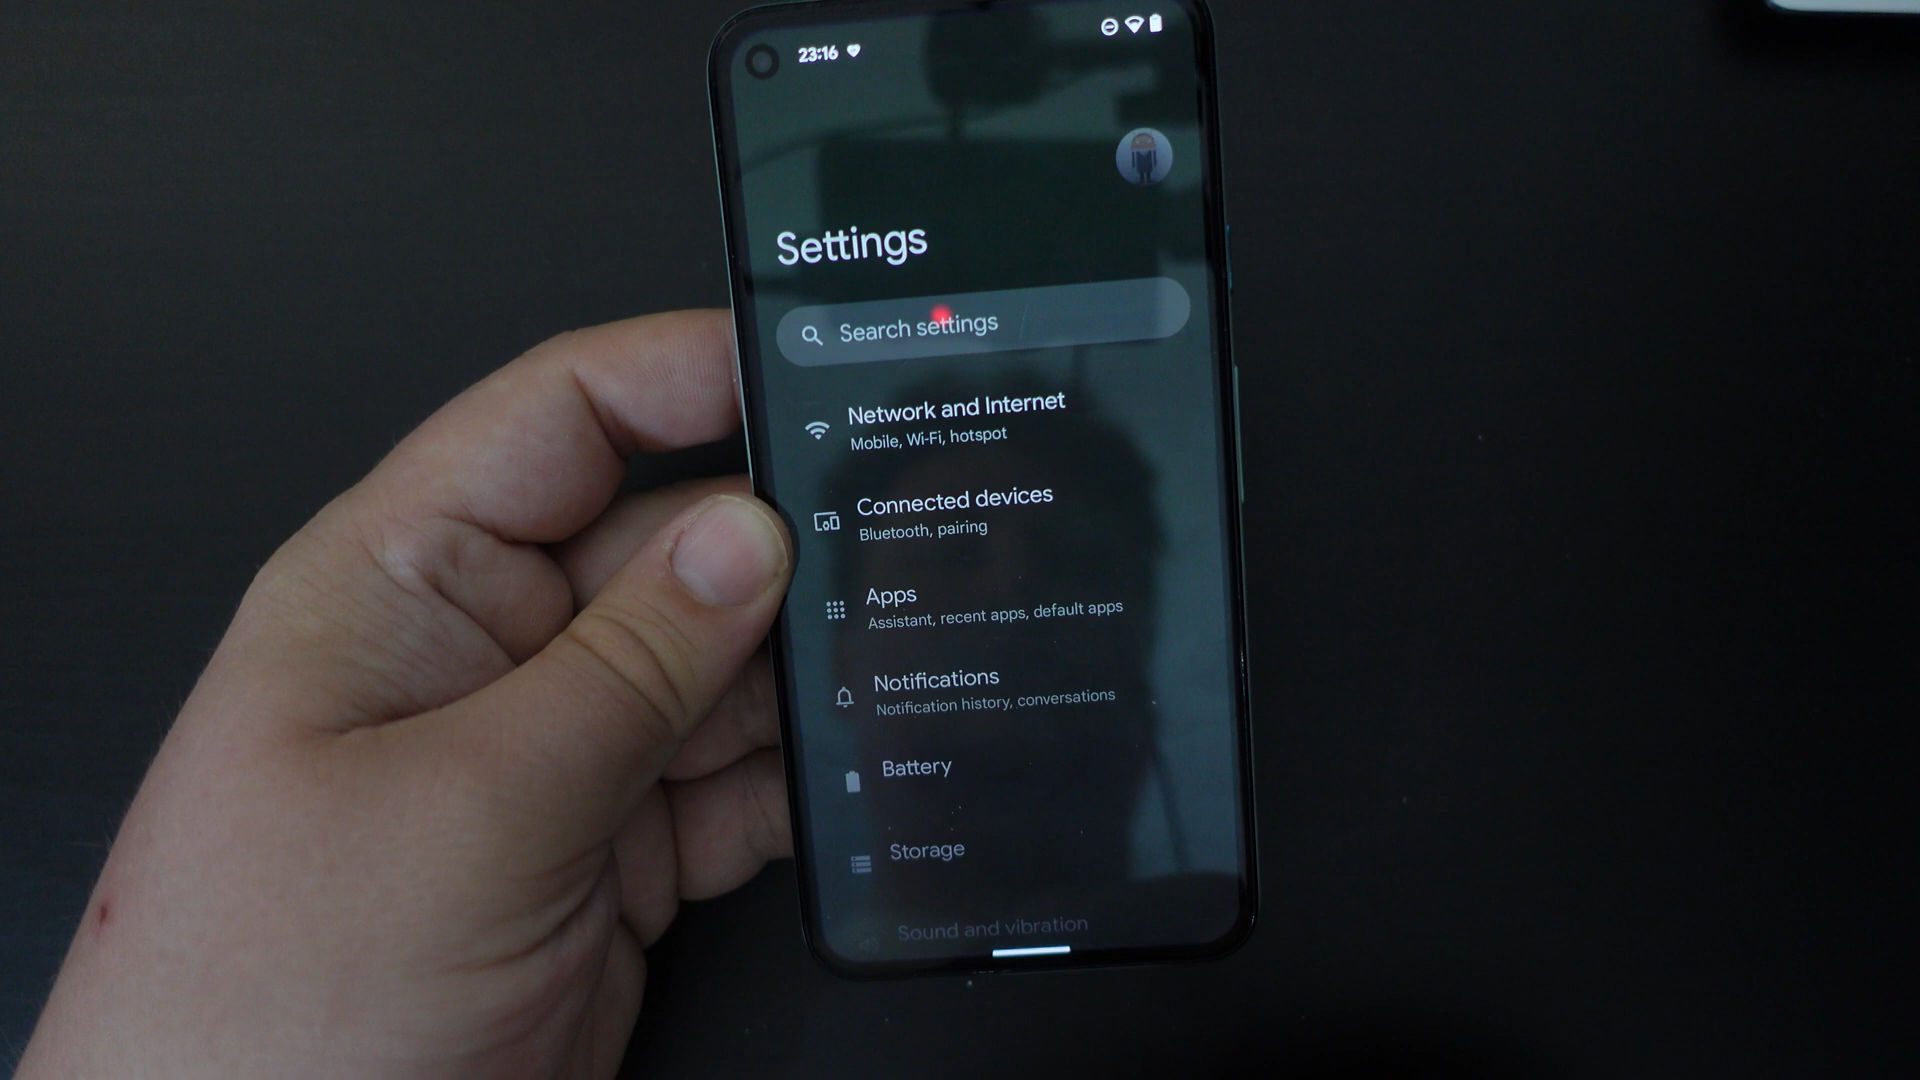 23:16
Settings
Search settings
Network and Internet
Mobile, Wi-Fi, hotspot
Connected devices
Bluetooth, pairing
Apps
Assistant, recent apps, default apps
Notifications
Notification history, conversations
Battery
Storage
Sound and vibration